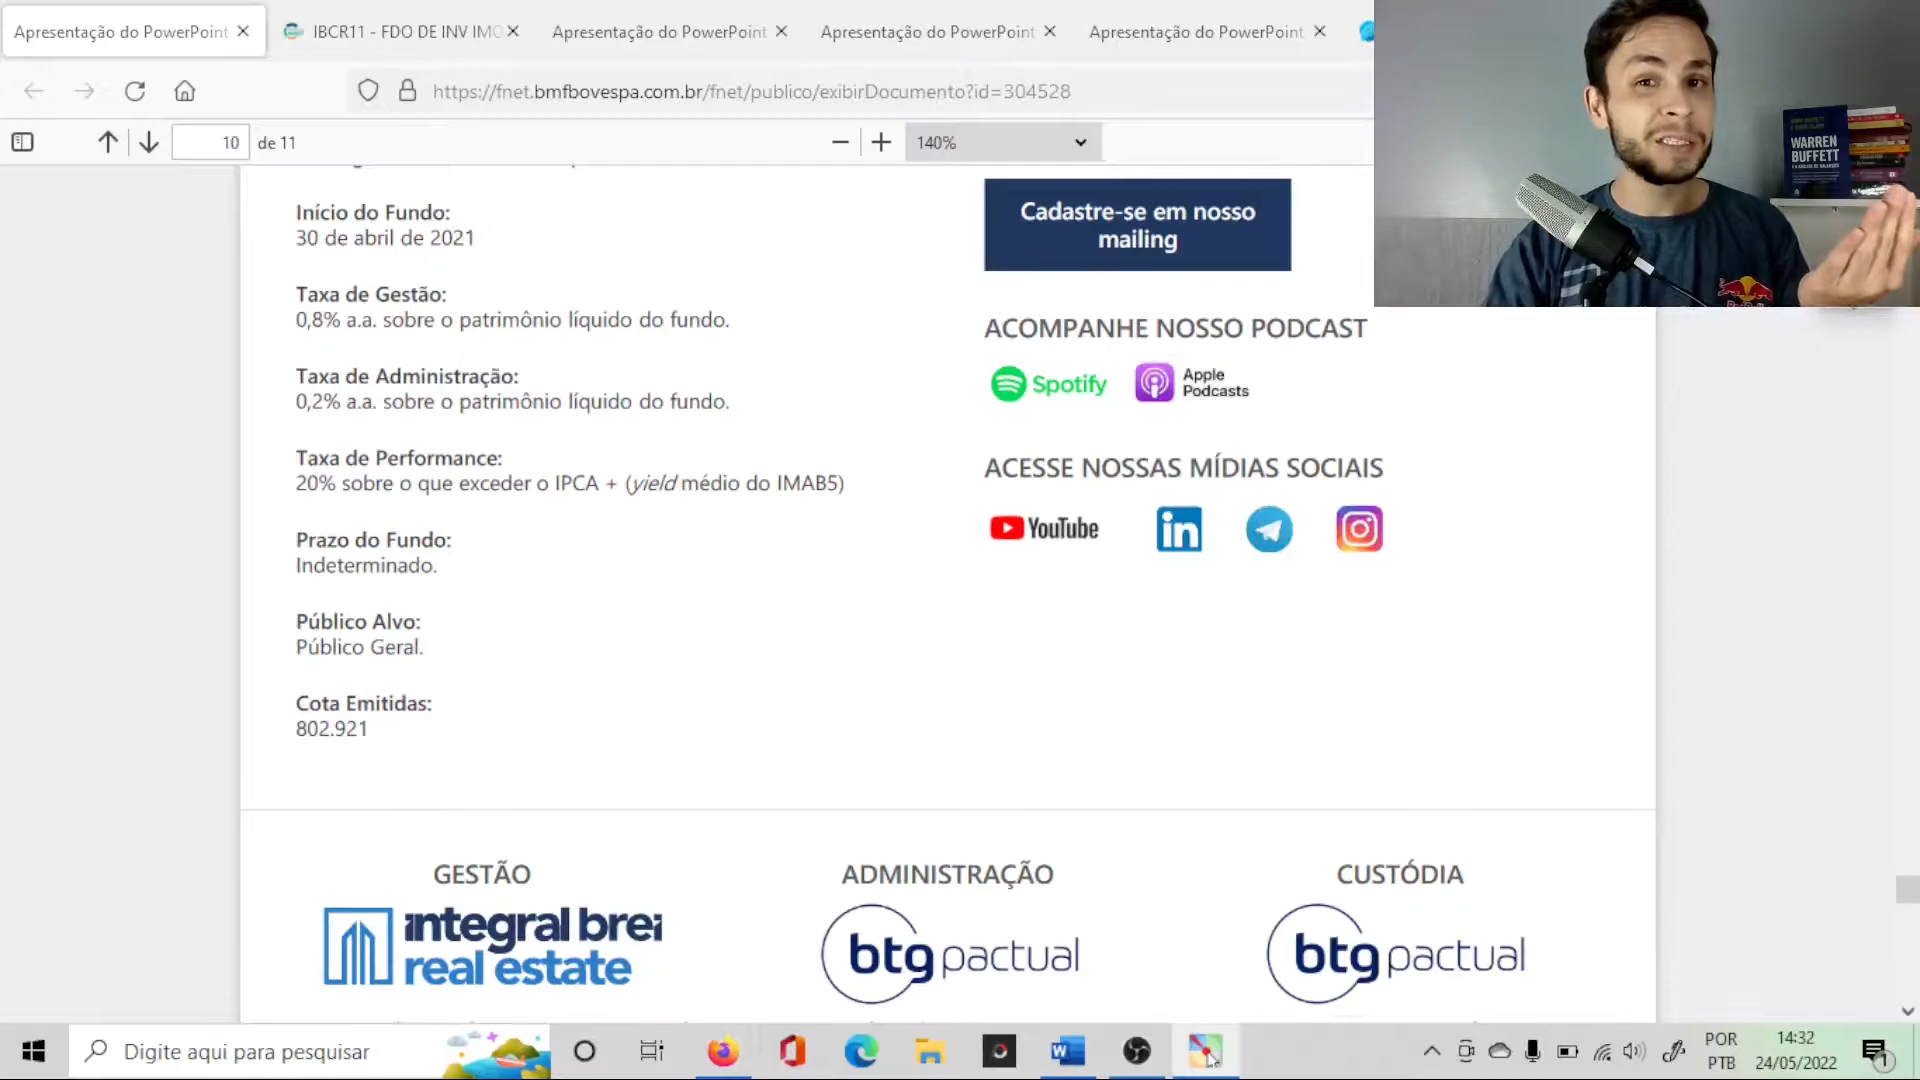 Apresentação do PowerPoint
IBCR11 - FDO DE INV IMO
Apresentação do PowerPoint
Apresentação do PowerPoint
Apresentação do PowerPoint
https://fnet.bmfbovespa.com.br/fnet/publico/exibirDocumento?id=304528
10 de 11
140%
WARREN
BUFFETT
Início do Fundo:
30 de abril de 2021
Taxa de Gestão:
0,8% a.a. sobre o patrimônio líquido do fundo.
Taxa de Administração:
0,2% a.a. sobre o patrimônio líquido do fundo.
Taxa de Performance:
20% sobre o que exceder o IPCA + (yield médio do IMAB5)
Prazo do Fundo:
Indeterminado.
Público Alvo:
Público Geral.
Cota Emitidas:
802.921
Cadastre-se em nosso
mailing
ACOMPANHE NOSSO PODCAST
Spotify
Apple
Podcasts
ACESSE NOSSAS MÍDIAS SOCIAIS
YouTube
in
GESTÃO
integral brei
real estate
ADMINISTRAÇÃO
btg pactual
CUSTÓDIA
btg pactual
Digite aqui para pesquisar
POR
PTB
14:32
24/05/2022
1